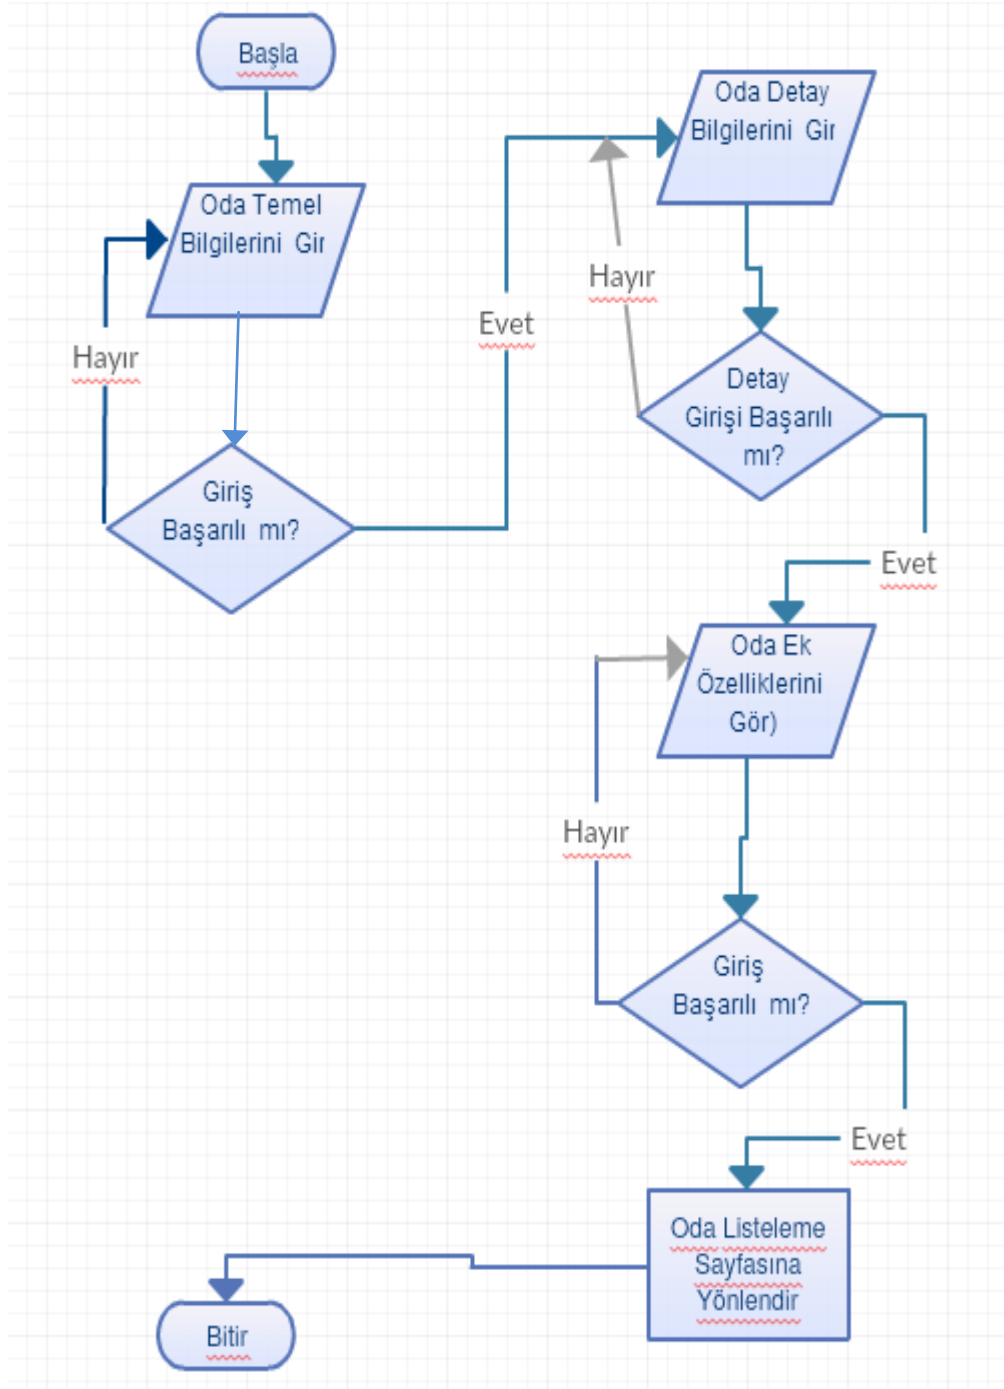 Başla
Oda Temel
Bilgilerini Gir
Hayır
Giriş
Başarılı mı?
Evet
Oda Detay
Bilgilerini Gir
Hayır
Detay
Girişi Başarılı
mı?
Evet
Oda Ek
Özelliklerini
Gör)
Hayır
Giriş
Başarılı mı?
Evet
Oda Listeleme
Sayfasına
Yönlendir
Bitir